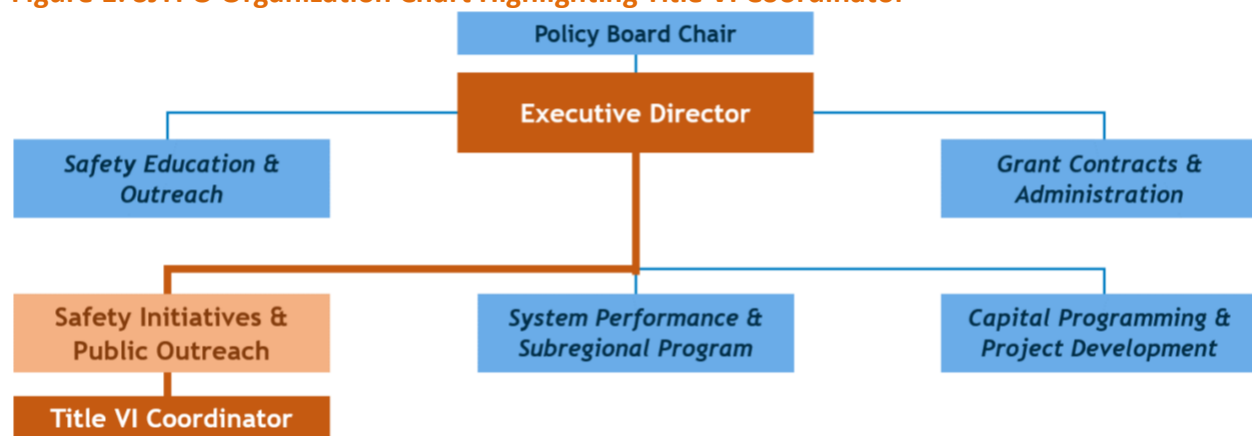 Policy Board Chair
Executive Director
Safety Education &
Outreach
Grant Contracts &
Administration
Safety Initiatives &
Public Outreach
System Performance &
Subregional Program
Capital Programming &
Project Development
Title VI Coordinator